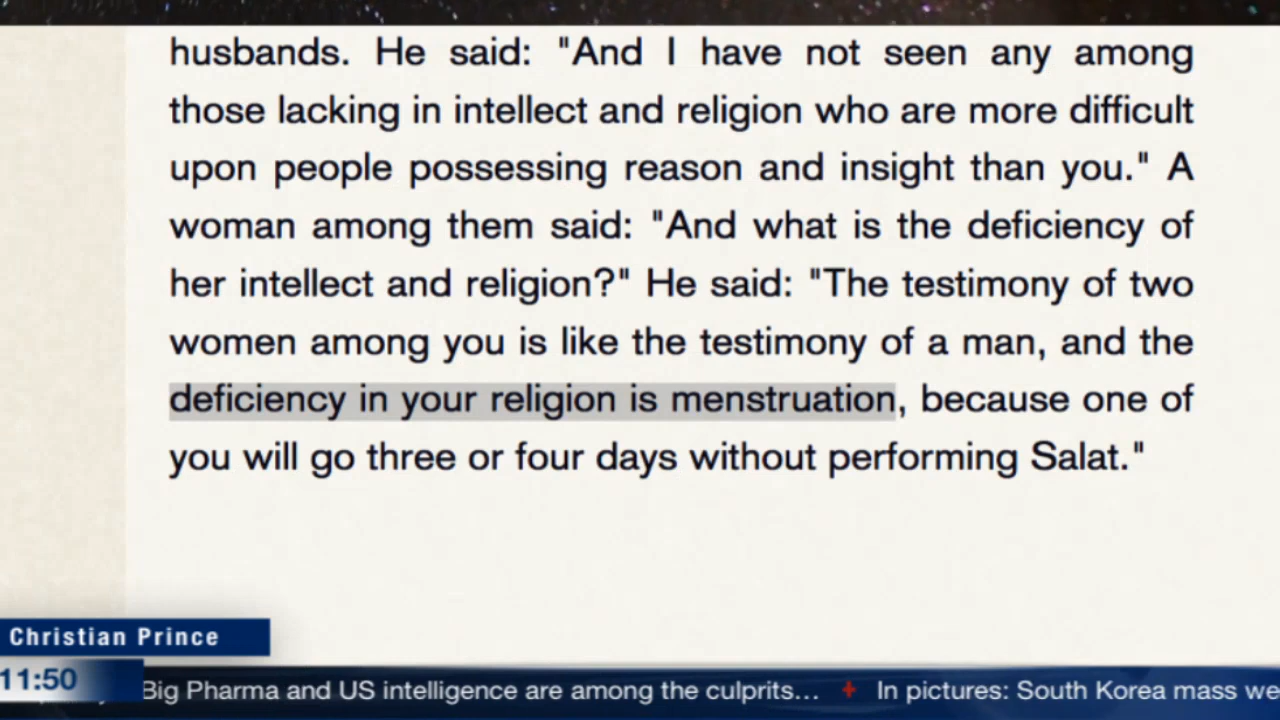 husbands. He said: "And I have not seen any among
those lacking in intellect and religion who are more difficult
upon people possessing reason and insight than you." A
woman among them said: "And what is the deficiency of
her intellect and religion?" He said: "The testimony of two
women among you is like the testimony of a man, and the
deficiency in your religion is menstruation, because one of
you will go three or four days without performing Salat."
Christian Prince
11:50
Big Pharma and US intelligence are among the culprits... In pictures: South Korea mass we